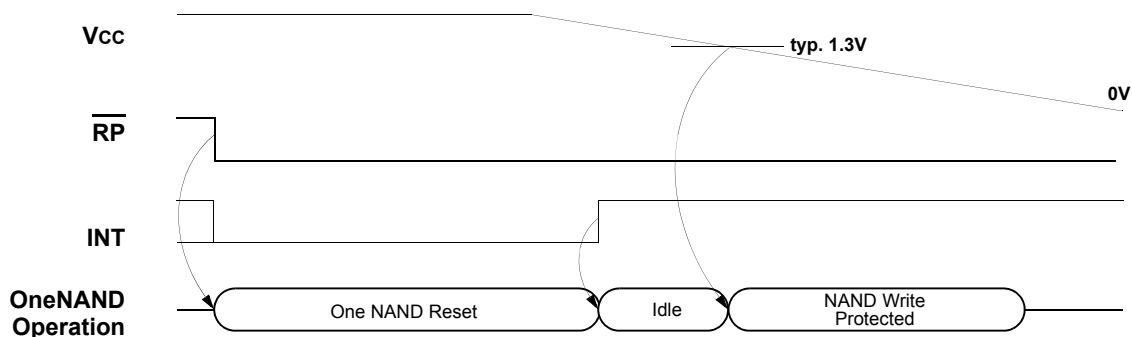 Vcc
typ. 1.3V
0V
RP
INT
OneNAND
Operation
One NAND Reset
Idle
NAND Write
Protected